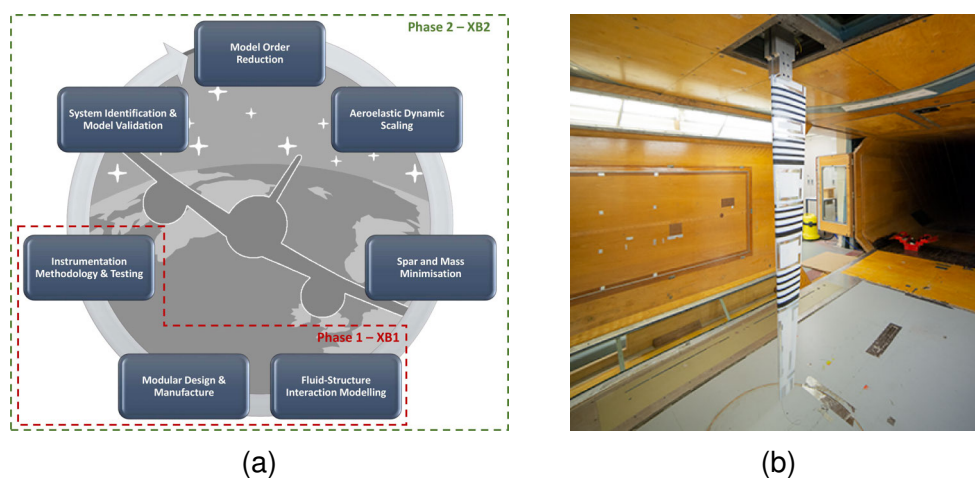 Phase 2 – XB2
Model Order
Reduction
System Identification &
Model Validation
Aeroelastic Dynamic
Scaling
Instrumentation
Methodology & Testing
Spar and Mass
Minimisation
Phase 1 – XB1
Modular Design &
Manufacture
Fluid-Structure
Interaction Modelling
(a)
(b)